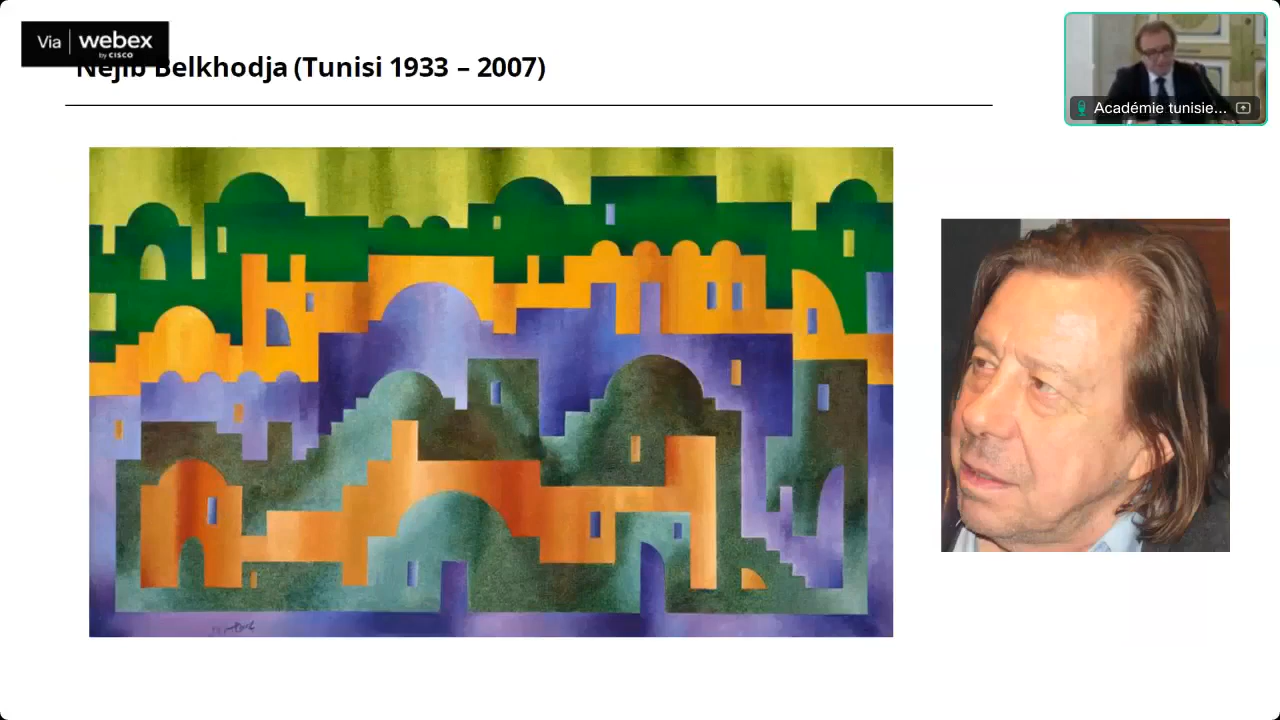 Via webex
by CISCO
Nejib Belkhodja (Tunisi 1933 – 2007)
Académie tunisie...